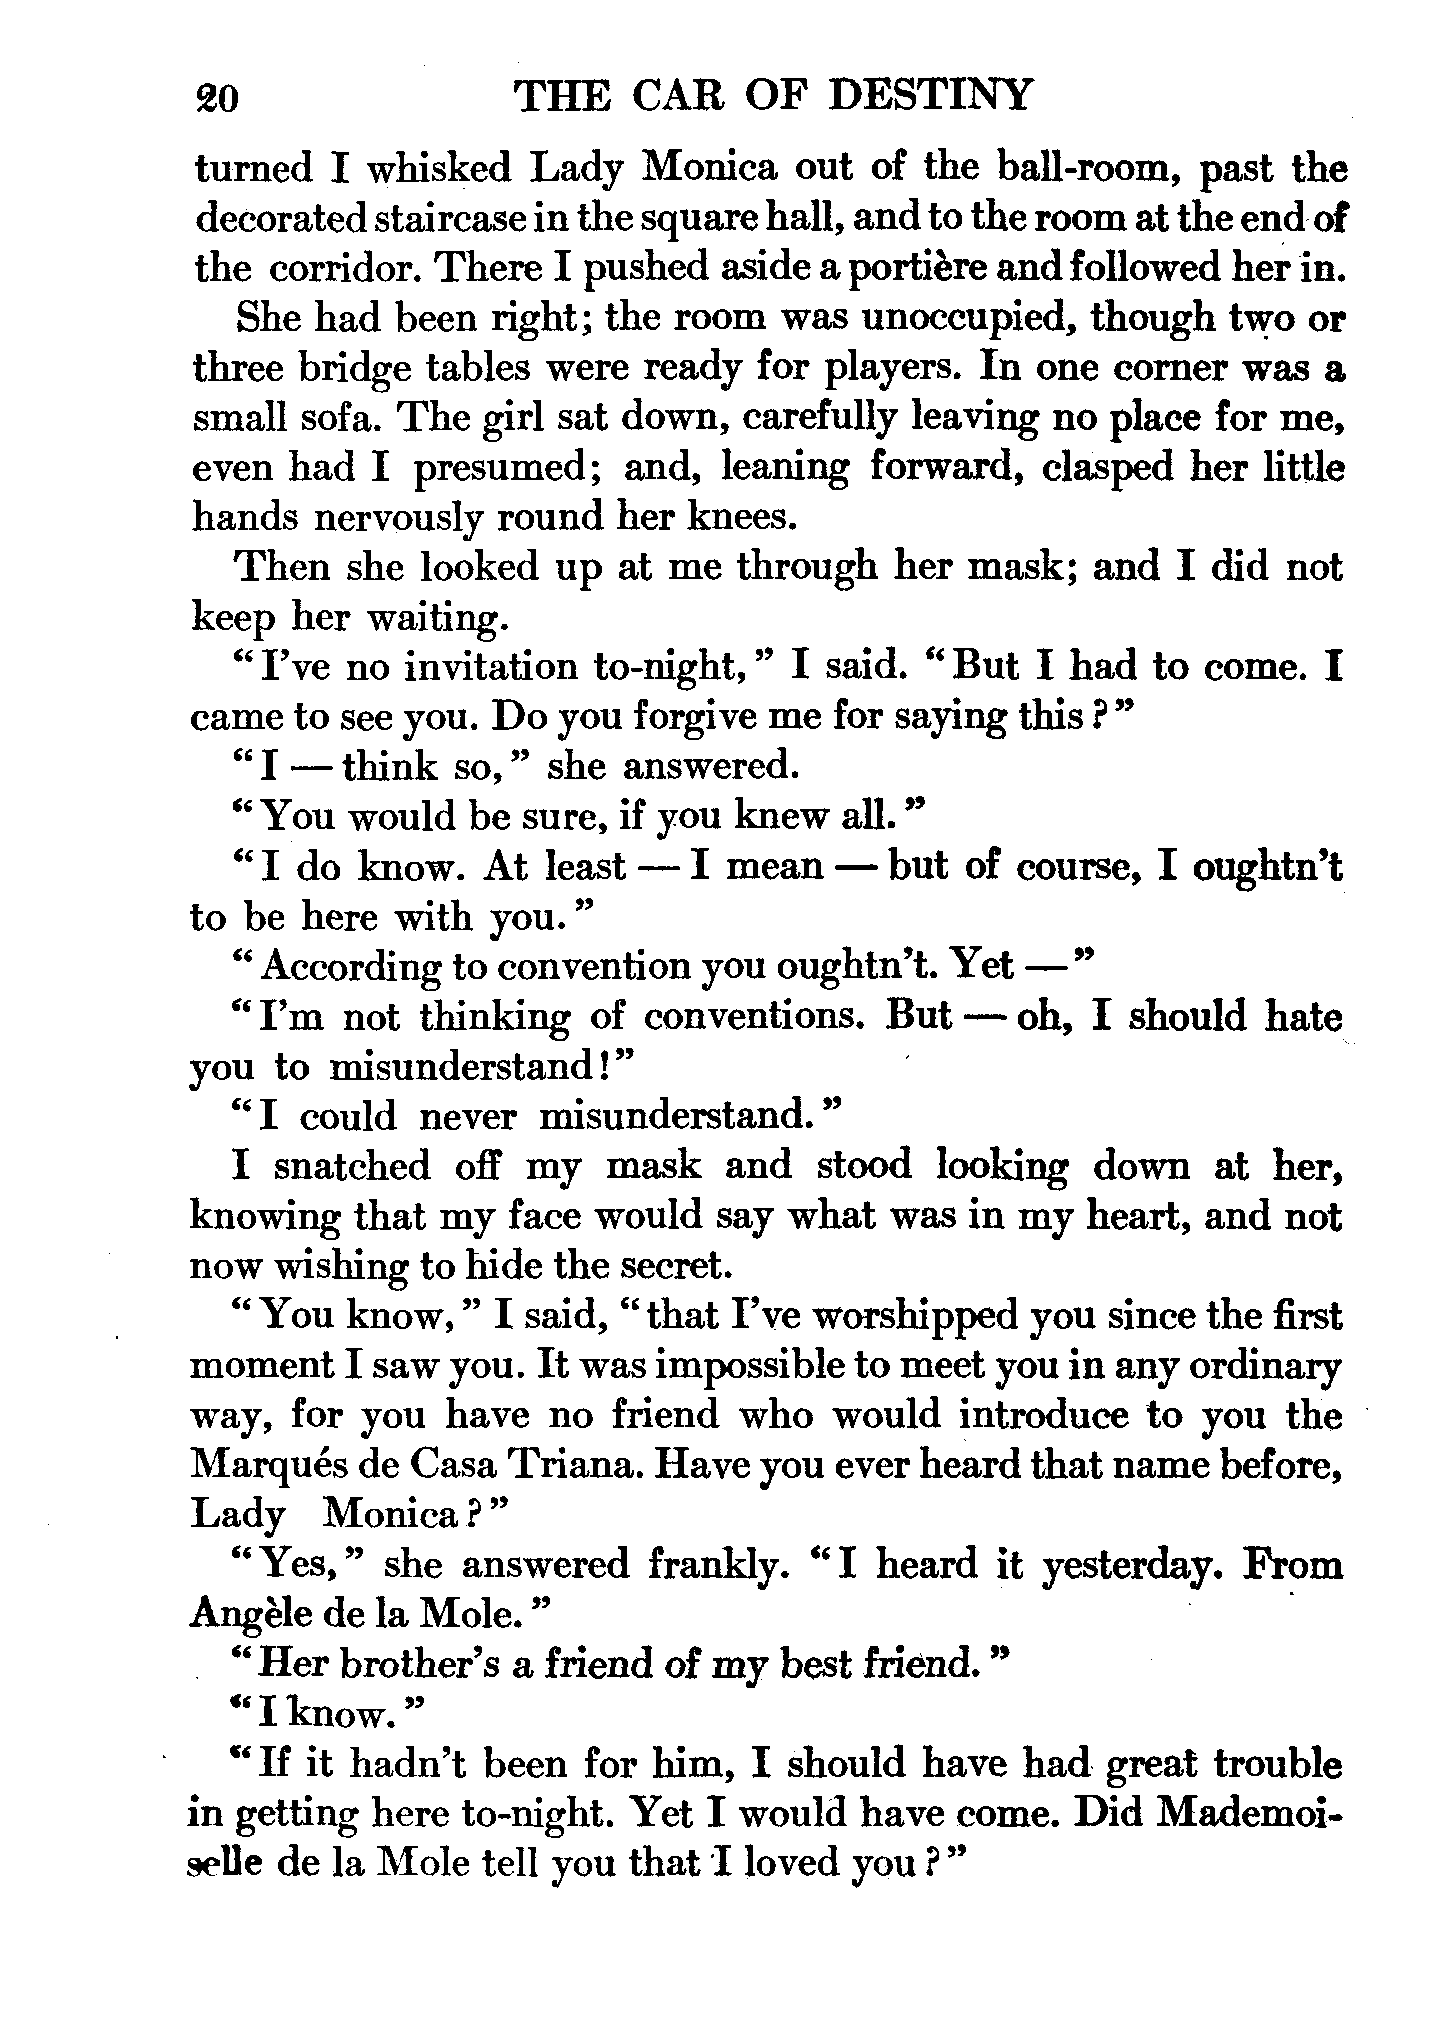 20 THE CAR OF DESTINY
turned I whisked Lady Monica out of the ball-room, past the
decorated staircase in the square hall, and to the room at the end of
the corridor. There I pushed aside a portière and followed her in.
She had been right; the room was unoccupied, though two or
three bridge tables were ready for players. In one corner was a
small sofa. The girl sat down, carefully leaving no place for me,
even had I presumed; and, leaning forward, clasped her little
hands nervously round her knees.
Then she looked up at me through her mask; and I did not
keep her waiting.
“I’ve no invitation to-night,” I said. “But I had to come. I
came to see you. Do you forgive me for saying this?”
“I — think so,” she answered.
“You would be sure, if you knew all.”
“I do know. At least — I mean — but of course, I oughtn’t
to be here with you.”
“According to convention you oughtn’t. Yet —”
“I’m not thinking of conventions. But — oh, I should hate
you to misunderstand!”
“I could never misunderstand.”
I snatched off my mask and stood looking down at her,
knowing that my face would say what was in my heart, and not
now wishing to hide the secret.
“You know,” I said, “that I’ve worshipped you since the first
moment I saw you. It was impossible to meet you in any ordinary
way, for you have no friend who would introduce to you the
Marqués de Casa Triana. Have you ever heard that name before,
Lady Monica?”
“Yes,” she answered frankly. “I heard it yesterday. From
Angèle de la Mole.”
“Her brother’s a friend of my best friend.”
“I know.”
“If it hadn’t been for him, I should have had great trouble
in getting here to-night. Yet I would have come. Did Mademoi-
selle de la Mole tell you that I loved you?”